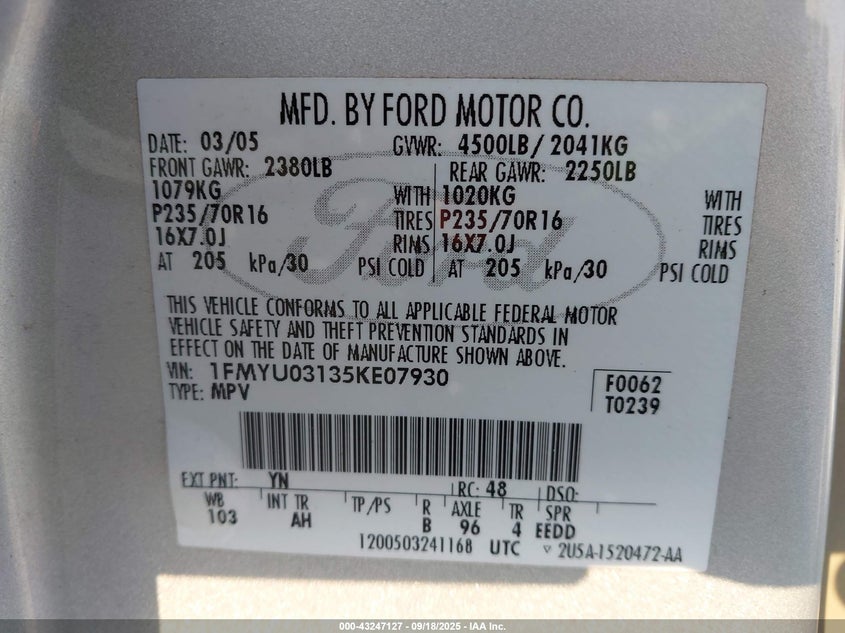 MFD. BY FORD MOTOR CO.
DATE: 03/05 GVWR: 4500LB/ 2041KG
FRONT GAWR: 2380LB REAR GAWR: 2250LB
1079KG WITH 1020KG WITH
P235/70R16 TIRES P235/70R16 TIRES
16X7.0J RIMS 16X7.0J RIMS
AT 205 kPa/30 PSI COLD AT 205 kPa/30 PSI COLD
Ford
THIS VEHICLE CONFORMS TO ALL APPLICABLE FEDERAL MOTOR
VEHICLE SAFETY AND THEFT PREVENTION STANDARDS IN
EFFECT ON THE DATE OF MANUFACTURE SHOWN ABOVE.
VIN: 1FMYU03135KE07930 F0062
TYPE: MPV T0239
EXT PNT: YN RC: 48 DSO:
WB INT TR TP/PS R AXLE TR SPR
103 AH B 96 4 EEDD
1200503241168 UTC ▿ 2U5A-1520472-AA
000-43247127 - 09/18/2025 - IAA Inc.